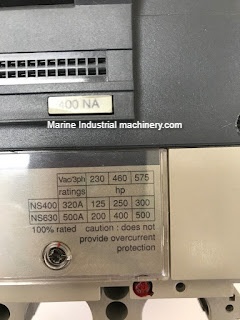 400 NA
Marine Industrial machinery.com
Vac/3ph 230 460 575
ratings hp
NS400 320A 125 250 300
NS630 500A 200 400 500
100% rated caution : does not
provide overcurrent
protection